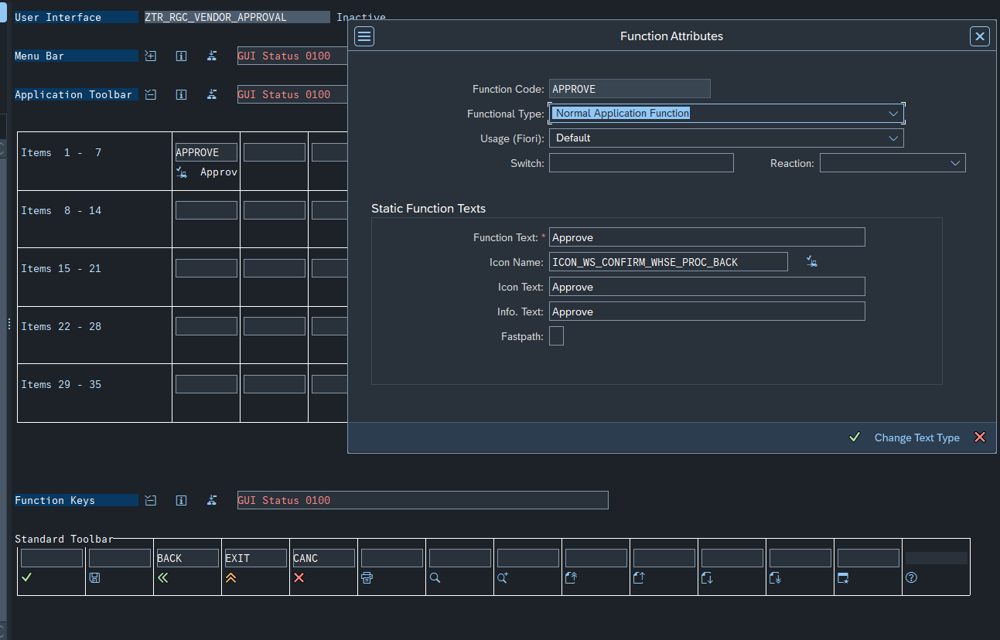 User Interface ZTR_RGC_VENDOR_APPROVAL Inactive
Function Attributes
Menu Bar GUI Status 0100
Application Toolbar GUI Status 0100
Function Code: APPROVE
Functional Type: Normal Application Function
Usage (Fiori): Default
Switch: Reaction:
Items 1 - 7 APPROVE
Approv
Items 8 - 14
Items 15 - 21
Items 22 - 28
Items 29 - 35
Static Function Texts
Function Text: * Approve
Icon Name: ICON_WS_CONFIRM_WHSE_PROC_BACK
Icon Text: Approve
Info. Text: Approve
Fastpath:
Change Text Type
Function Keys GUI Status 0100
Standard Toolbar
BACK EXIT CANC